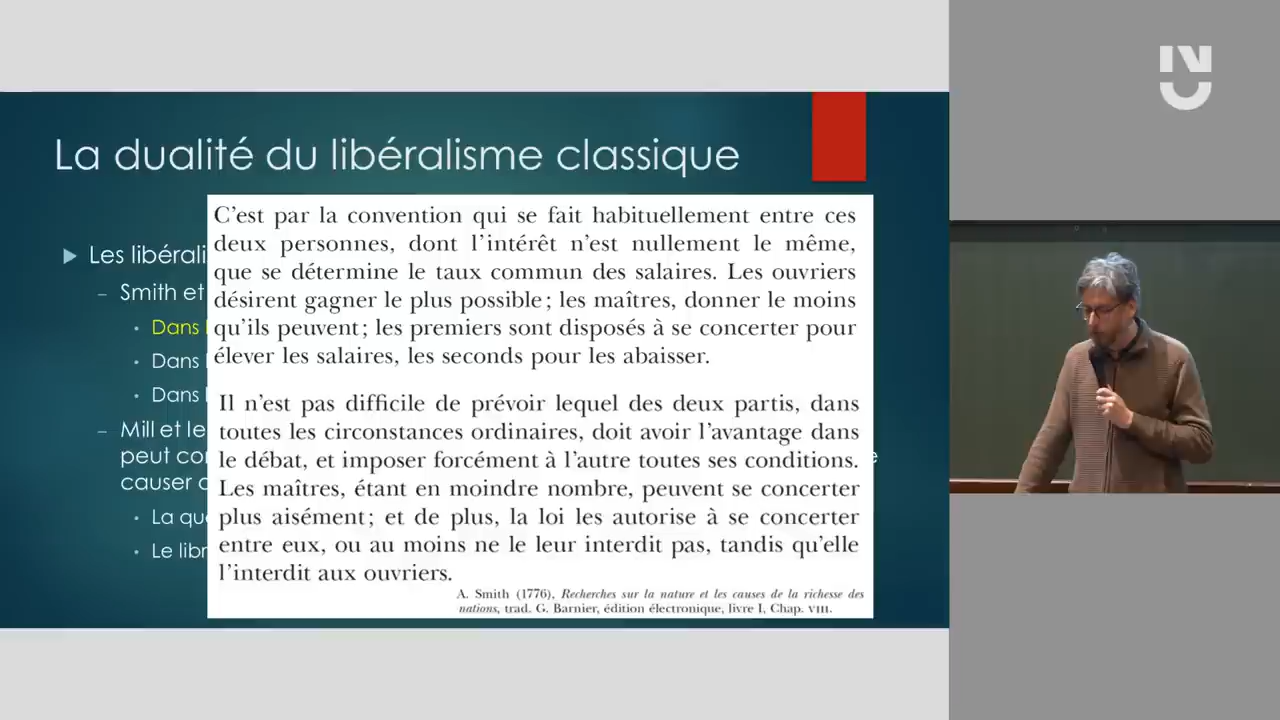 La dualité du libéralisme classique
Les libérali
Smith et
Dans
Dans
Dans
Mill et le
peut
causer
La
Le
C'est par la convention qui se fait habituellement entre ces
deux personnes, dont l'intérêt n'est nullement le même,
que se détermine le taux commun des salaires. Les ouvriers
désirent gagner le plus possible ; les maîtres, donner le moins
qu'ils peuvent ; les premiers sont disposés à se concerter pour
élever les salaires, les seconds pour les abaisser.
Il n'est pas difficile de prévoir lequel des deux partis, dans
toutes les circonstances ordinaires, doit avoir l'avantage dans
le débat, et imposer forcément à l'autre toutes ses conditions.
Les maîtres, étant en moindre nombre, peuvent se concerter
plus aisément ; et de plus, la loi les autorise à se concerter
entre eux, ou au moins ne le leur interdit pas, tandis qu'elle
l'interdit aux ouvriers.
A. Smith (1776), Recherches sur la nature et les causes de la richesse des
nations, trad. G. Barnier, édition électronique, livre I, Chap. VIII.